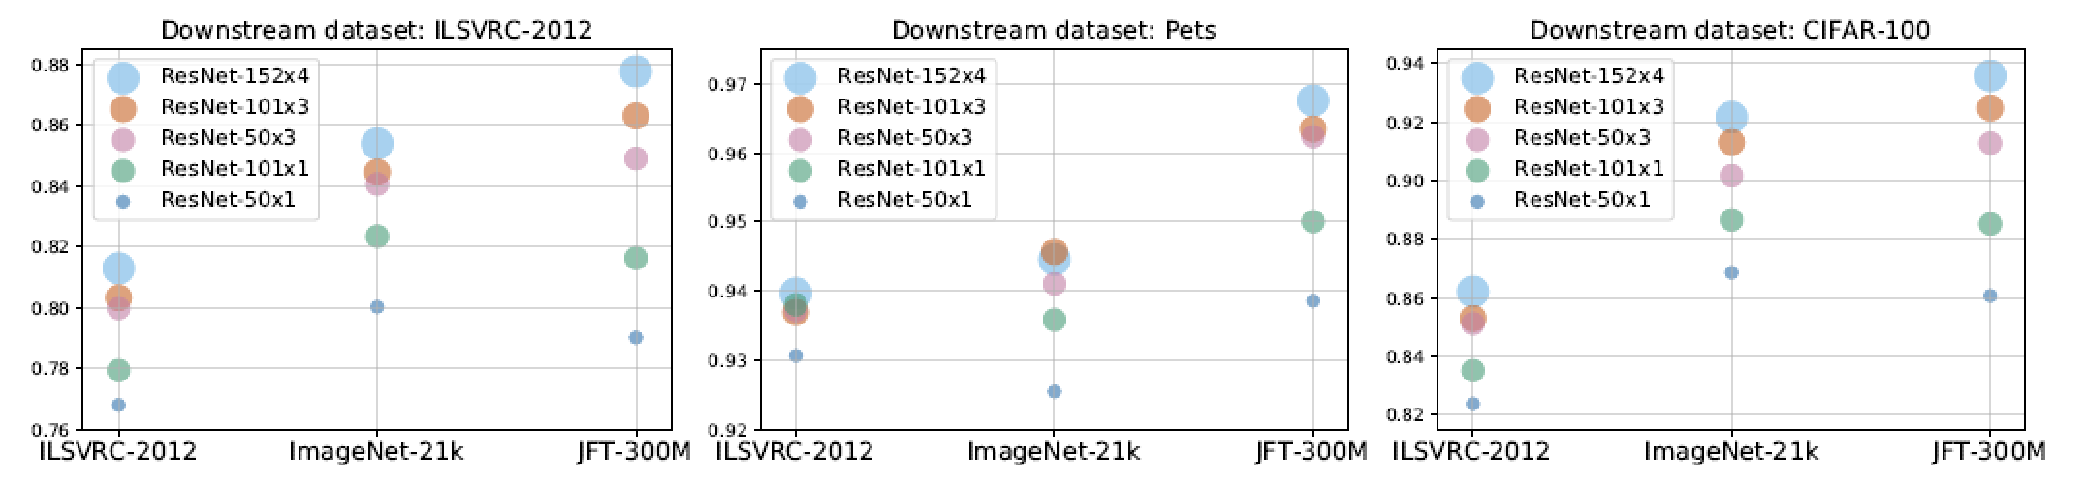 Downstream dataset: ILSVRC-2012
0.88
0.86
0.84
0.82
0.80
0.78
0.76
ResNet-152x4
ResNet-101x3
ResNet-50x3
ResNet-101x1
ResNet-50x1
ILSVRC-2012
ImageNet-21k
JFT-300M
Downstream dataset: Pets
0.97
0.96
0.95
0.94
0.93
0.92
ResNet-152x4
ResNet-101x3
ResNet-50x3
ResNet-101x1
ResNet-50x1
ILSVRC-2012
ImageNet-21k
JFT-300M
Downstream dataset: CIFAR-100
0.94
0.92
0.90
0.88
0.86
0.84
0.82
ResNet-152x4
ResNet-101x3
ResNet-50x3
ResNet-101x1
ResNet-50x1
ILSVRC-2012
ImageNet-21k
JFT-300M